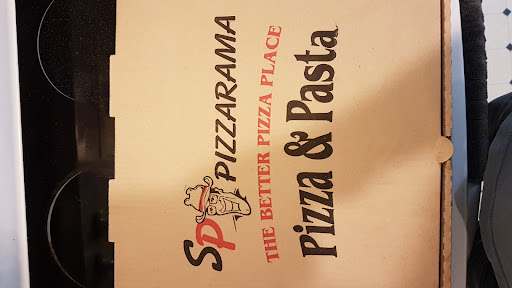 SP PIZZARAMA
THE BETTER PIZZA PLACE
Pizza & Pasta